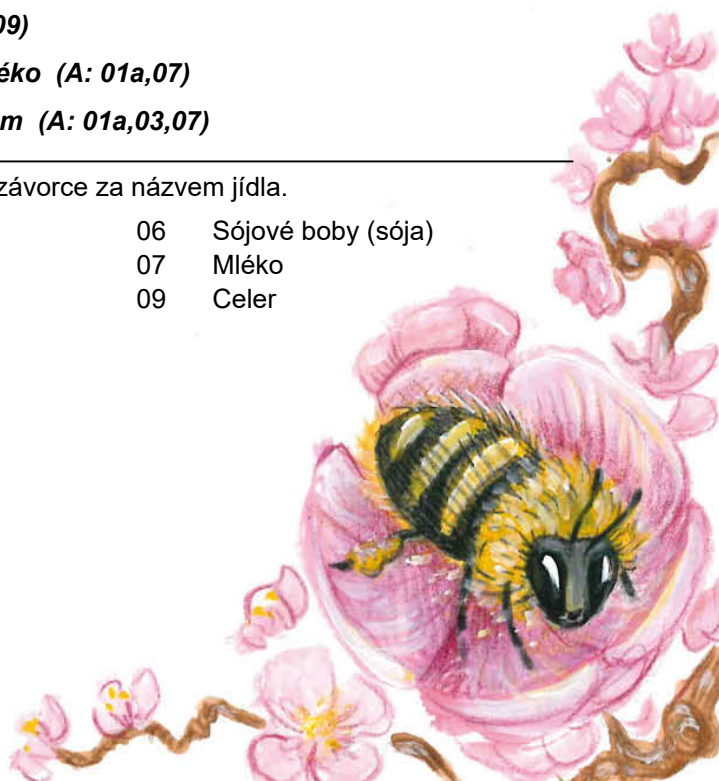 09)
éko (A: 01a,07)
m (A: 01a,03,07)
závorce za názvem jídla.
06 Sójové boby (sója)
07 Mléko
09 Celer